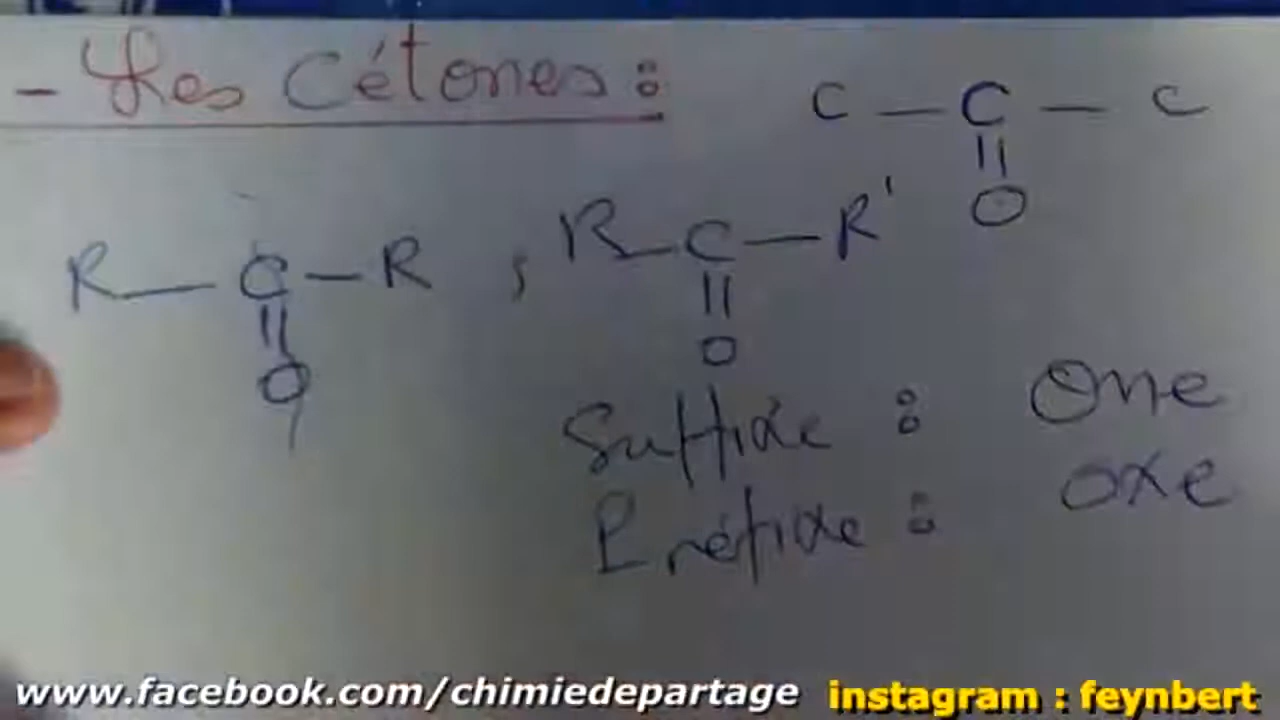 - Les Cétones :
C — C — C
||
O
R — C — R , R — C — R'
|| ||
O O
Suffixe : One
Préfixe : oxe
www.facebook.com/chimiedepartage
instagram : feynbert